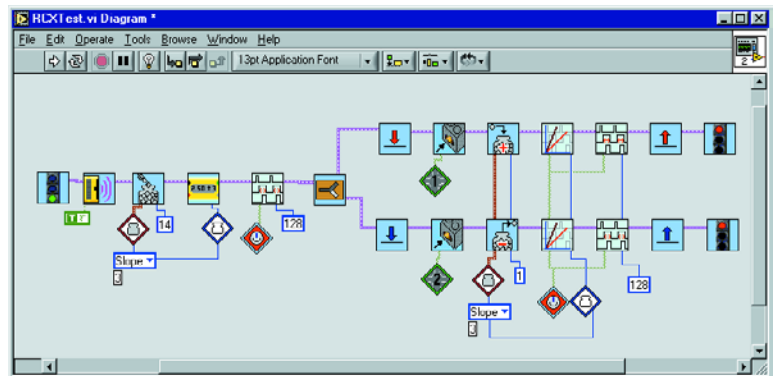 RCXTest.vi Diagram *
File Edit Operate Tools Browse Window Help
13pt Application Font
2
1
T
14
128
Slope
2
1
128
Slope